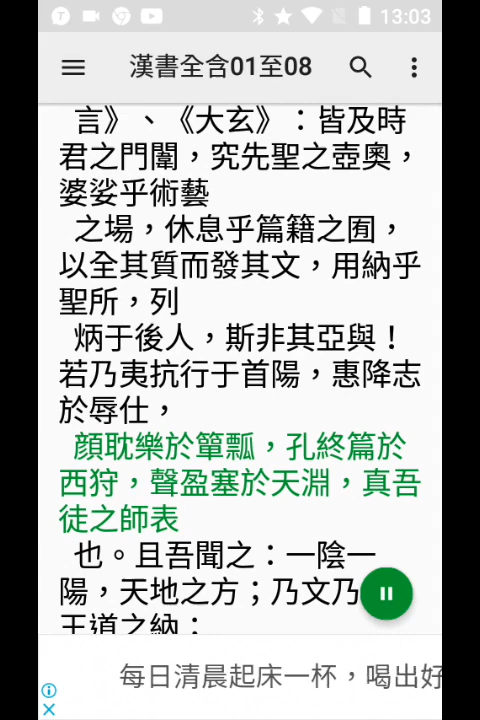 13:03
漢書全含01至08
言》、《大玄》：皆及時
君之門闈，究先聖之壺奧，
婆娑乎術藝
之場，休息乎篇籍之囿，
以全其質而發其文，用納乎
聖所，列
炳于後人，斯非其亞與！
若乃夷抗行于首陽，惠降志
於辱仕，
顔耽樂於簞瓢，孔終篇於
西狩，聲盈塞於天淵，真吾
徒之師表
也。且吾聞之：一陰一
陽，天地之方；乃文乃
王道之納；
每日清晨起床一杯，喝出好